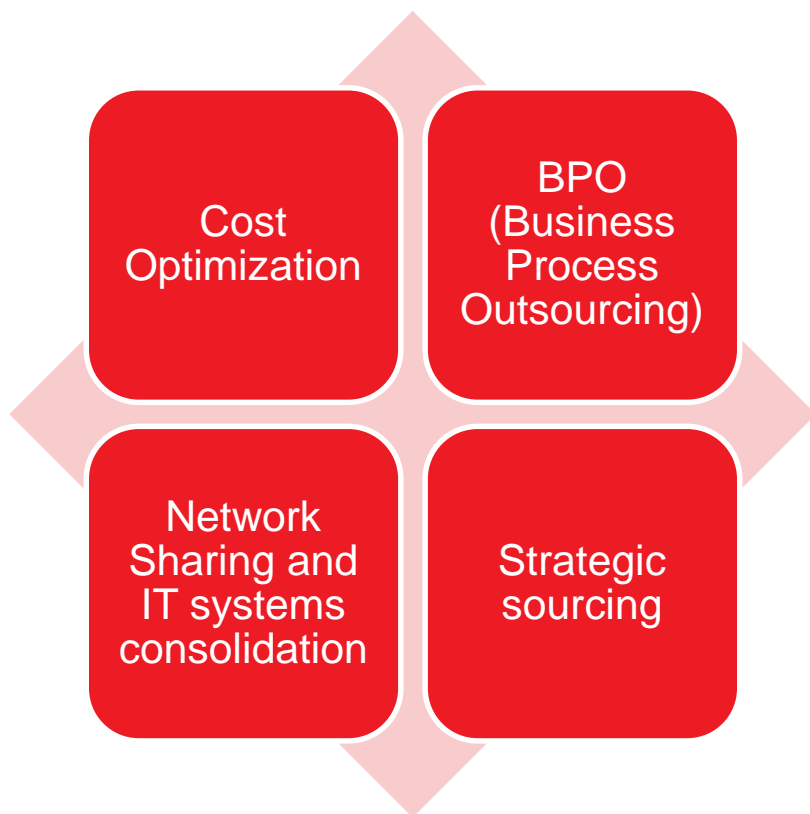 Cost
Optimization
BPO
(Business
Process
Outsourcing)
Network
Sharing and
IT systems
consolidation
Strategic
sourcing